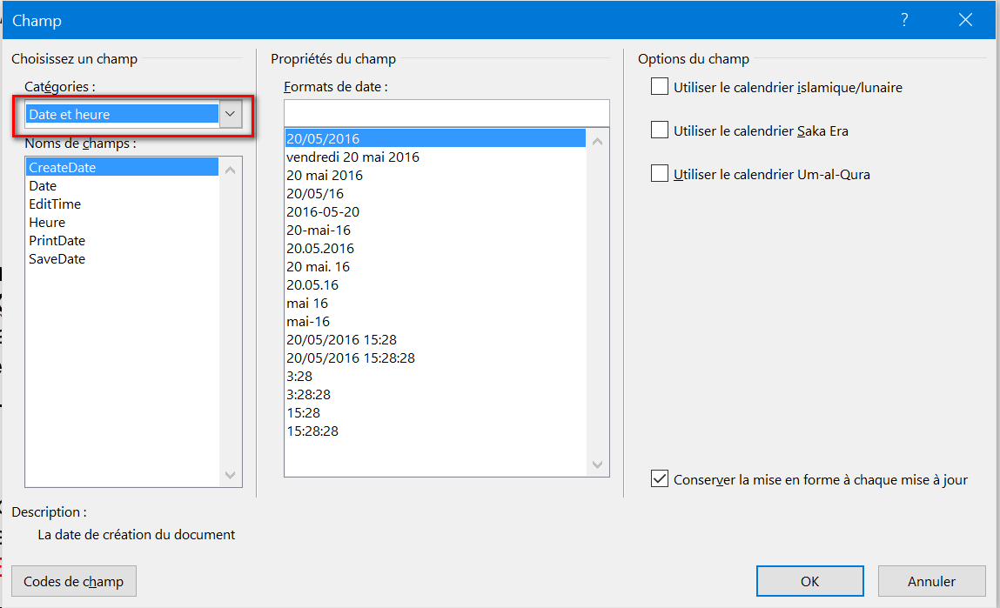 Champ
Choisissez un champ
Catégories :
Date et heure
Noms de champs :
CreateDate
Date
EditTime
Heure
PrintDate
SaveDate
Propriétés du champ
Formats de date :
20/05/2016
vendredi 20 mai 2016
20 mai 2016
20/05/16
2016-05-20
20-mai-16
20.05.2016
20 mai. 16
20.05.16
mai 16
mai-16
20/05/2016 15:28
20/05/2016 15:28:28
3:28
3:28:28
15:28
15:28:28
Options du champ
Utiliser le calendrier islamique/lunaire
Utiliser le calendrier Saka Era
Utiliser le calendrier Um-al-Qura
Conserver la mise en forme à chaque mise à jour
Description :
La date de création du document
Codes de champ
OK
Annuler